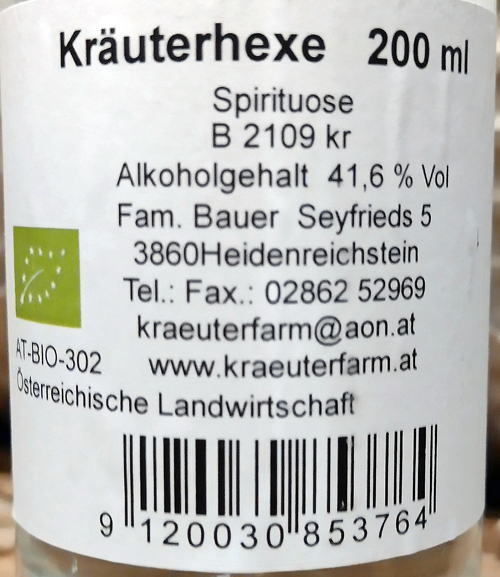 Kräuterhexe 200 ml
Spirituose
B 2109 kr
Alkoholgehalt 41,6 % Vol
Fam. Bauer Seyfrieds 5
3860Heidenreichstein
Tel.: Fax.: 02862 52969
kraeuterfarm@aon.at
www.kraeuterfarm.at
AT-BIO-302
Österreichische Landwirtschaft
9 120030 853764